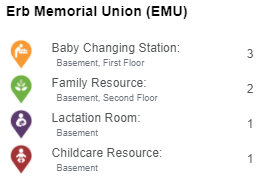 Erb Memorial Union (EMU)
Baby Changing Station: 3
Basement, First Floor
Family Resource: 2
Basement, Second Floor
Lactation Room: 1
Basement
Childcare Resource: 1
Basement